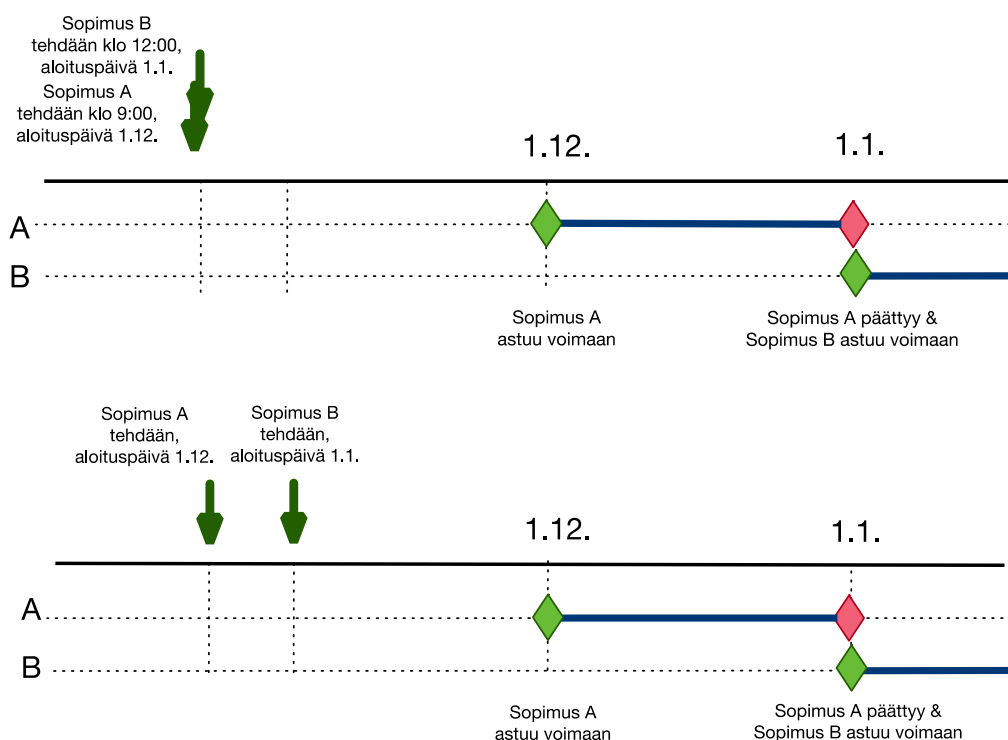 Sopimus B
tehdään klo 12:00,
aloituspäivä 1.1.
Sopimus A
tehdään klo 9:00,
aloituspäivä 1.12.
1.12.
1.1.
A
B
Sopimus A
astuu voimaan
Sopimus A päättyy &
Sopimus B astuu voimaan
Sopimus A
tehdään,
aloituspäivä 1.12.
Sopimus B
tehdään,
aloituspäivä 1.1.
1.12.
1.1.
A
B
Sopimus A
astuu voimaan
Sopimus A päättyy &
Sopimus B astuu voimaan